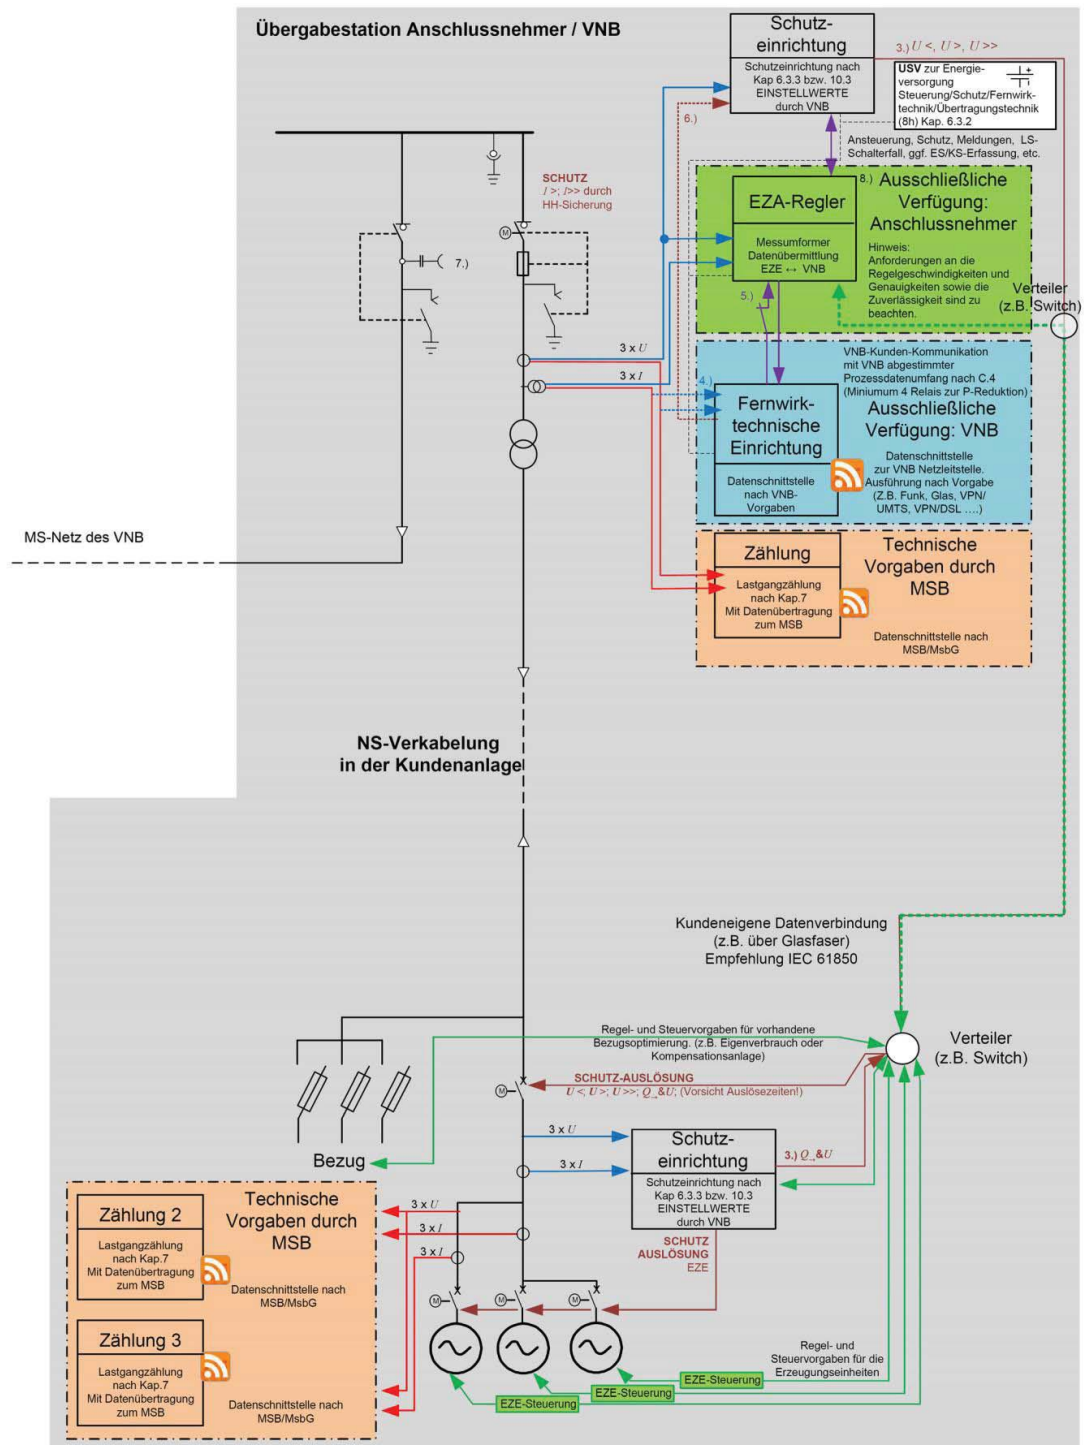 Übergabestation Anschlussnehmer / VNB
Schutz-
einrichtung
Schutzeinrichtung nach
Kap 6.3.3 bzw. 10.3
EINSTELLWERTE
durch VNB
3.) U <, U >, U >>
USV zur Energie-
versorgung
Steuerung/Schutz/Fernwirk-
technik/Übertragungstechnik
(8h) Kap. 6.3.2
6.)
Ansteuerung, Schutz, Meldungen, LS-
Schalterfall, ggf. ES/KS-Erfassung, etc.
SCHUTZ
I >; I>> durch
HH-Sicherung
M
7.)
EZA-Regler
Messumformer
Datenübermittlung
EZE ↔ VNB
8.)
Ausschließliche
Verfügung:
Anschlussnehmer
Hinweis:
Anforderungen an die
Regelgeschwindigkeiten und
Genauigkeiten sowie die
Zuverlässigkeit sind zu
beachten.
Verteiler
(z.B. Switch)
5.)
3 x U
3 x I
4.)
VNB-Kunden-Kommunikation
mit VNB abgestimmter
Prozessdatenumfang nach C.4
(Minimum 4 Relais zur P-Reduktion)
Fernwirk-
technische
Einrichtung
Datenschnittstelle
nach VNB-
Vorgaben
Ausschließliche
Verfügung: VNB
Datenschnittstelle
zur VNB Netzleitstelle.
Ausführung nach Vorgabe
(Z.B. Funk, Glas, VPN/
UMTS, VPN/DSL ….)
MS-Netz des VNB
Zählung
Lastgangzählung
nach Kap.7
Mit Datenübertragung
zum MSB
Technische
Vorgaben durch
MSB
Datenschnittstelle nach
MSB/MsbG
NS-Verkabelung
in der Kundenanlage
Kundeneigene Datenverbindung
(z.B. über Glasfaser)
Empfehlung IEC 61850
Regel- und Steuervorgaben für vorhandene
Bezugsoptimierung. (z.B. Eigenverbrauch oder
Kompensationsanlage)
Verteiler
(z.B. Switch)
SCHUTZ-AUSLÖSUNG
U <; U >; U >>; Q→&U; (Vorsicht Auslösezeiten!)
M
3 x U
3 x I
Bezug
Schutz-
einrichtung
Schutzeinrichtung nach
Kap 6.3.3 bzw. 10.3
EINSTELLWERTE
durch VNB
3.) Q→&U
SCHUTZ
AUSLÖSUNG
EZE
Zählung 2
Lastgangzählung
nach Kap.7
Mit Datenübertragung
zum MSB
Technische
Vorgaben durch
MSB
Datenschnittstelle nach
MSB/MsbG
3 x U
3 x I
3 x I
M
M
M
Zählung 3
Lastgangzählung
nach Kap.7
Mit Datenübertragung
zum MSB
Datenschnittstelle nach
MSB/MsbG
Regel- und
Steuervorgaben für die
Erzeugungseinheiten
EZE-Steuerung
EZE-Steuerung
EZE-Steuerung